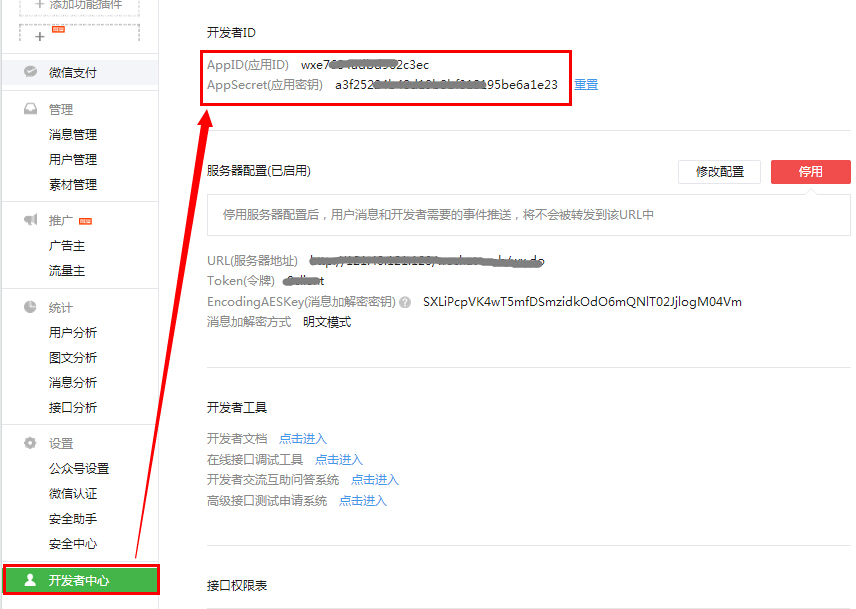 + 添加功能插件
+
微信支付
管理
消息管理
用户管理
素材管理
推广
广告主
流量主
统计
用户分析
图文分析
消息分析
接口分析
设置
公众号设置
微信认证
安全助手
安全中心
开发者中心
开发者ID
AppID(应用ID)
AppSecret(应用密钥) 重置
服务器配置(已启用) 修改配置 停用
停用服务器配置后，用户消息和开发者需要的事件推送，将不会被转发到该URL中
URL(服务器地址)
Token(令牌)
EncodingAESKey(消息加解密密钥) ? SXLiPcpVK4wT5mfDSmzidkOdO6mQNlT02JjlogM04Vm
消息加解密方式 明文模式
开发者工具
开发者文档 点击进入
在线接口调试工具 点击进入
开发者交流互助问答系统 点击进入
高级接口测试申请系统 点击进入
接口权限表